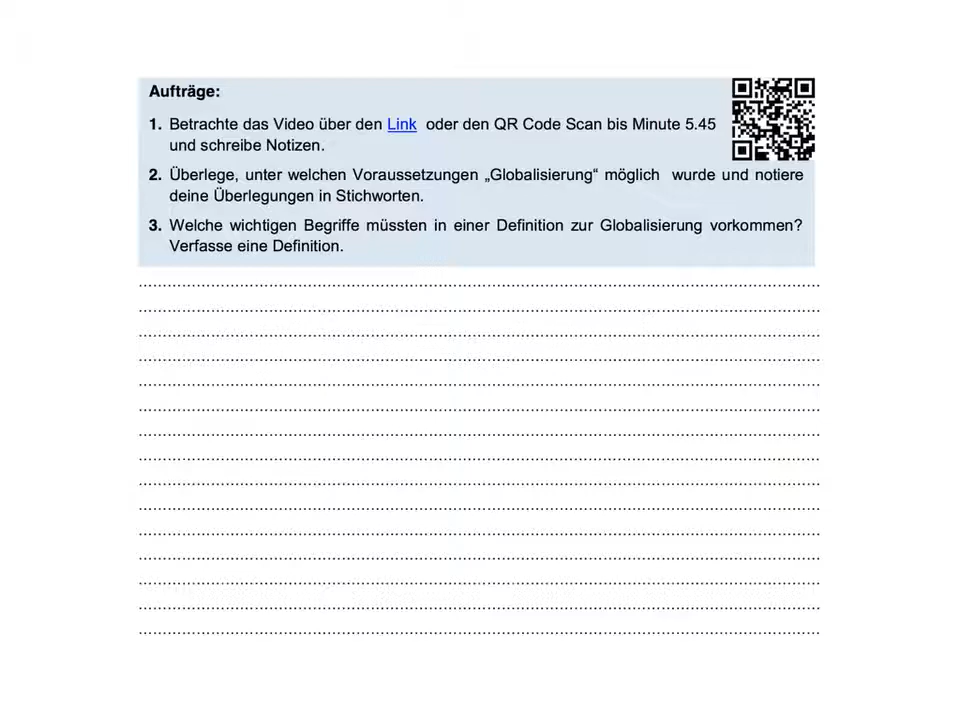 Aufträge:
1. Betrachte das Video über den Link oder den QR Code Scan bis Minute 5.45
und schreibe Notizen.
2. Überlege, unter welchen Voraussetzungen „Globalisierung“ möglich wurde und notiere
deine Überlegungen in Stichworten.
3. Welche wichtigen Begriffe müssten in einer Definition zur Globalisierung vorkommen?
Verfasse eine Definition.